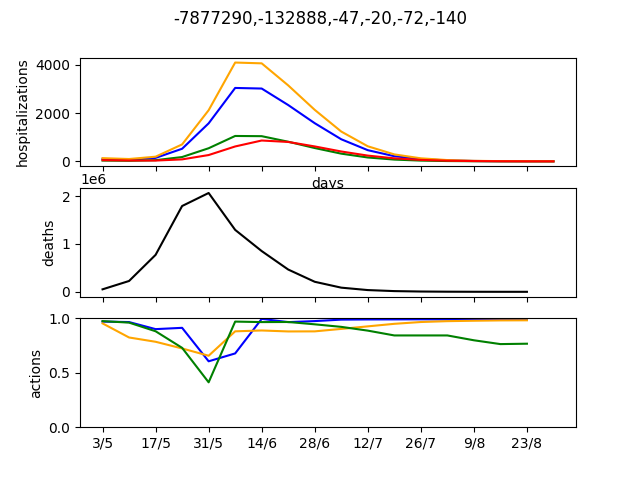 -7877290,-132888,-47,-20,-72,-140
hospitalizations
4000
2000
0
days
1e6
deaths
2
1
0
actions
1.0
0.5
0.0
3/5 17/5 31/5 14/6 28/6 12/7 26/7 9/8 23/8